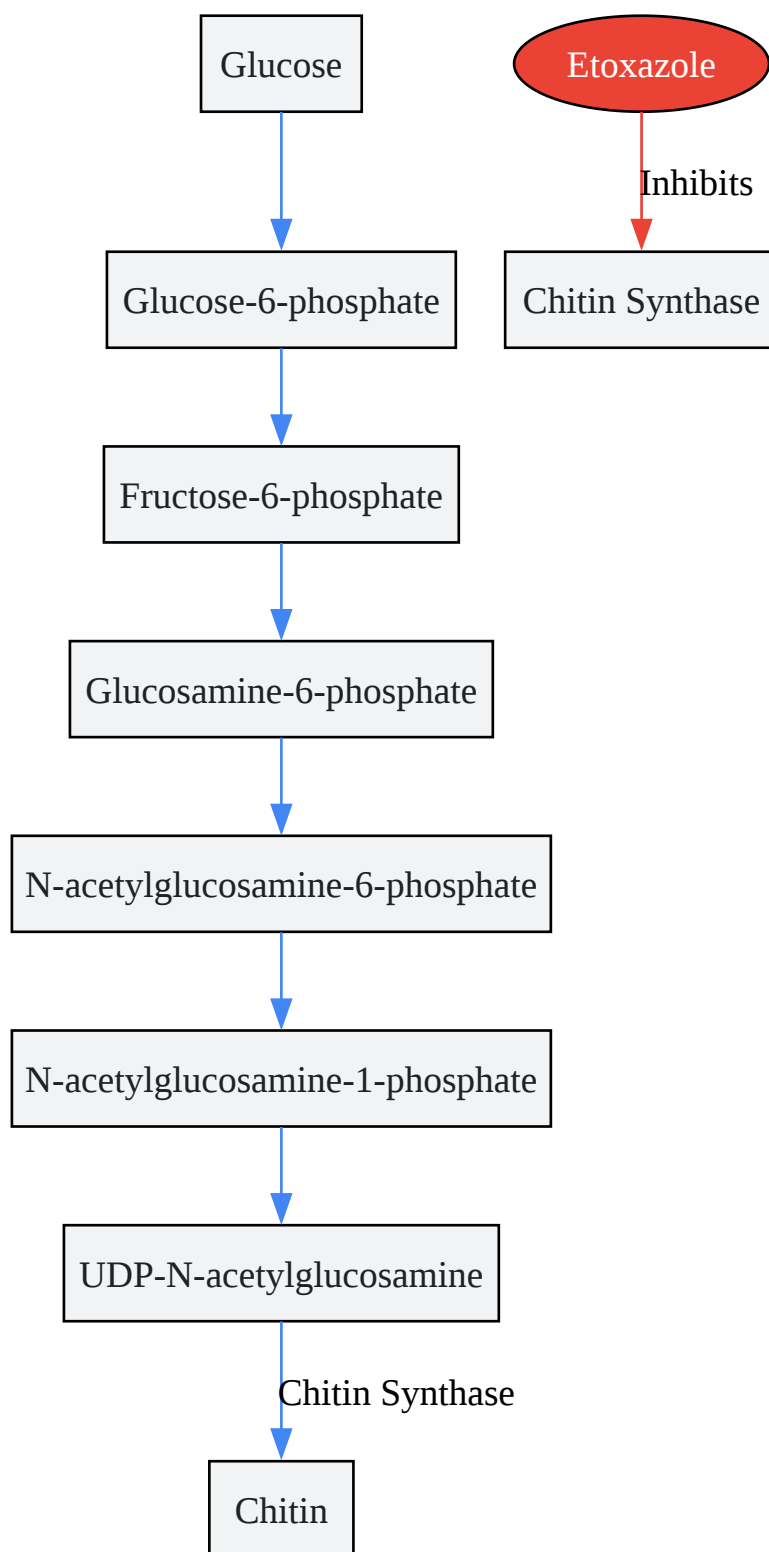 Glucose
Etoxazole
Inhibits
Glucose-6-phosphate
Chitin Synthase
Fructose-6-phosphate
Glucosamine-6-phosphate
N-acetylglucosamine-6-phosphate
N-acetylglucosamine-1-phosphate
UDP-N-acetylglucosamine
Chitin Synthase
Chitin